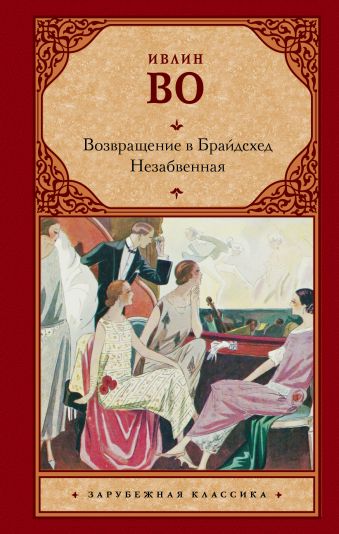 ИВЛИН
ВО
Возвращение в Брайдсхед
Незабвенная
ЗАРУБЕЖНАЯ КЛАССИКА